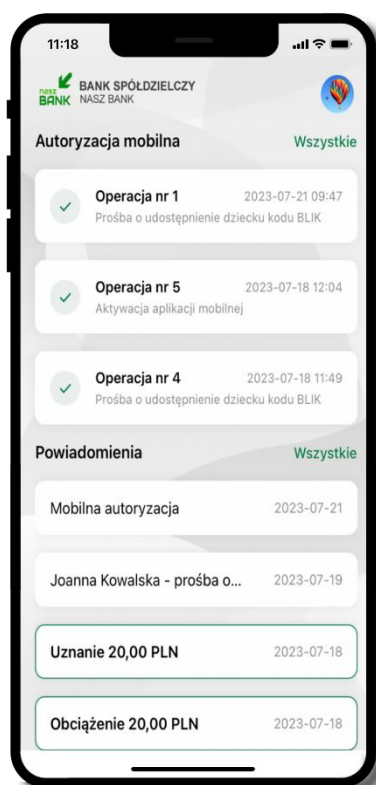 11:18
nasz BANK
BANK SPÓŁDZIELCZY
NASZ BANK
Autoryzacja mobilna Wszystkie
Operacja nr 1 2023-07-21 09:47
Prośba o udostępnienie dziecku kodu BLIK
Operacja nr 5 2023-07-18 12:04
Aktywacja aplikacji mobilnej
Operacja nr 4 2023-07-18 11:49
Prośba o udostępnienie dziecku kodu BLIK
Powiadomienia Wszystkie
Mobilna autoryzacja 2023-07-21
Joanna Kowalska - prośba o... 2023-07-19
Uznanie 20,00 PLN 2023-07-18
Obciążenie 20,00 PLN 2023-07-18